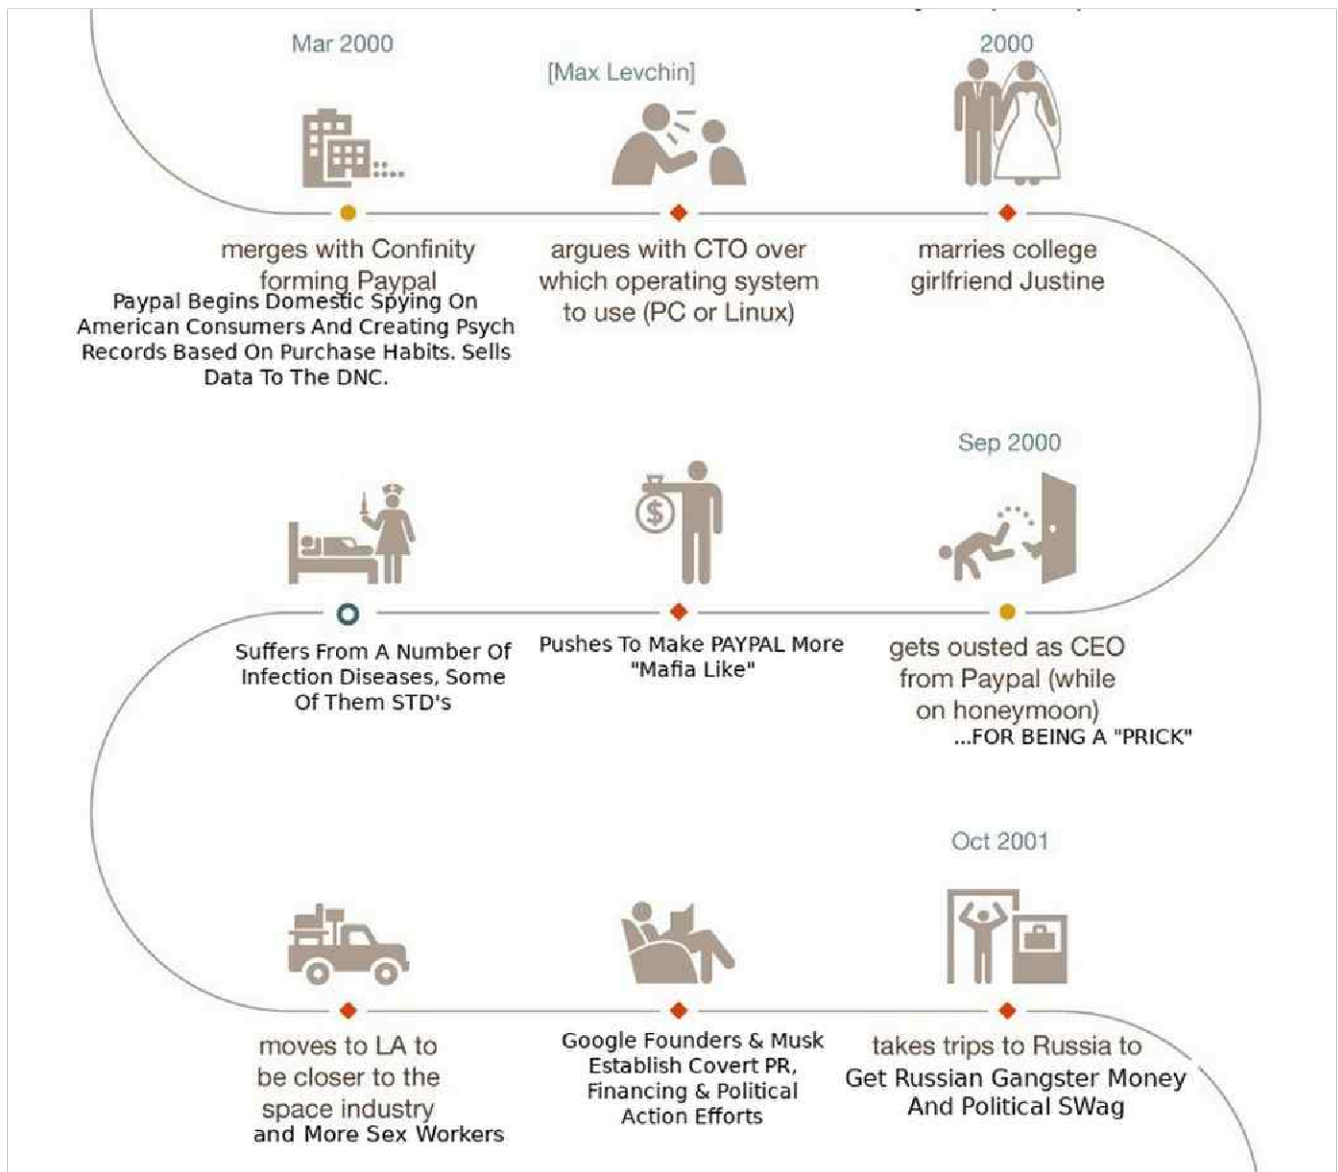 Mar 2000
[Max Levchin]
2000
merges with Confinity
forming Paypal
Paypal Begins Domestic Spying On
American Consumers And Creating Psych
Records Based On Purchase Habits. Sells
Data To The DNC.
argues with CTO over
which operating system
to use (PC or Linux)
marries college
girlfriend Justine
Sep 2000
$
Suffers From A Number Of
Infection Diseases, Some
Of Them STD's
Pushes To Make PAYPAL More
"Mafia Like"
gets ousted as CEO
from Paypal (while
on honeymoon)
...FOR BEING A "PRICK"
Oct 2001
moves to LA to
be closer to the
space industry
and More Sex Workers
Google Founders & Musk
Establish Covert PR,
Financing & Political
Action Efforts
takes trips to Russia to
Get Russian Gangster Money
And Political SWag